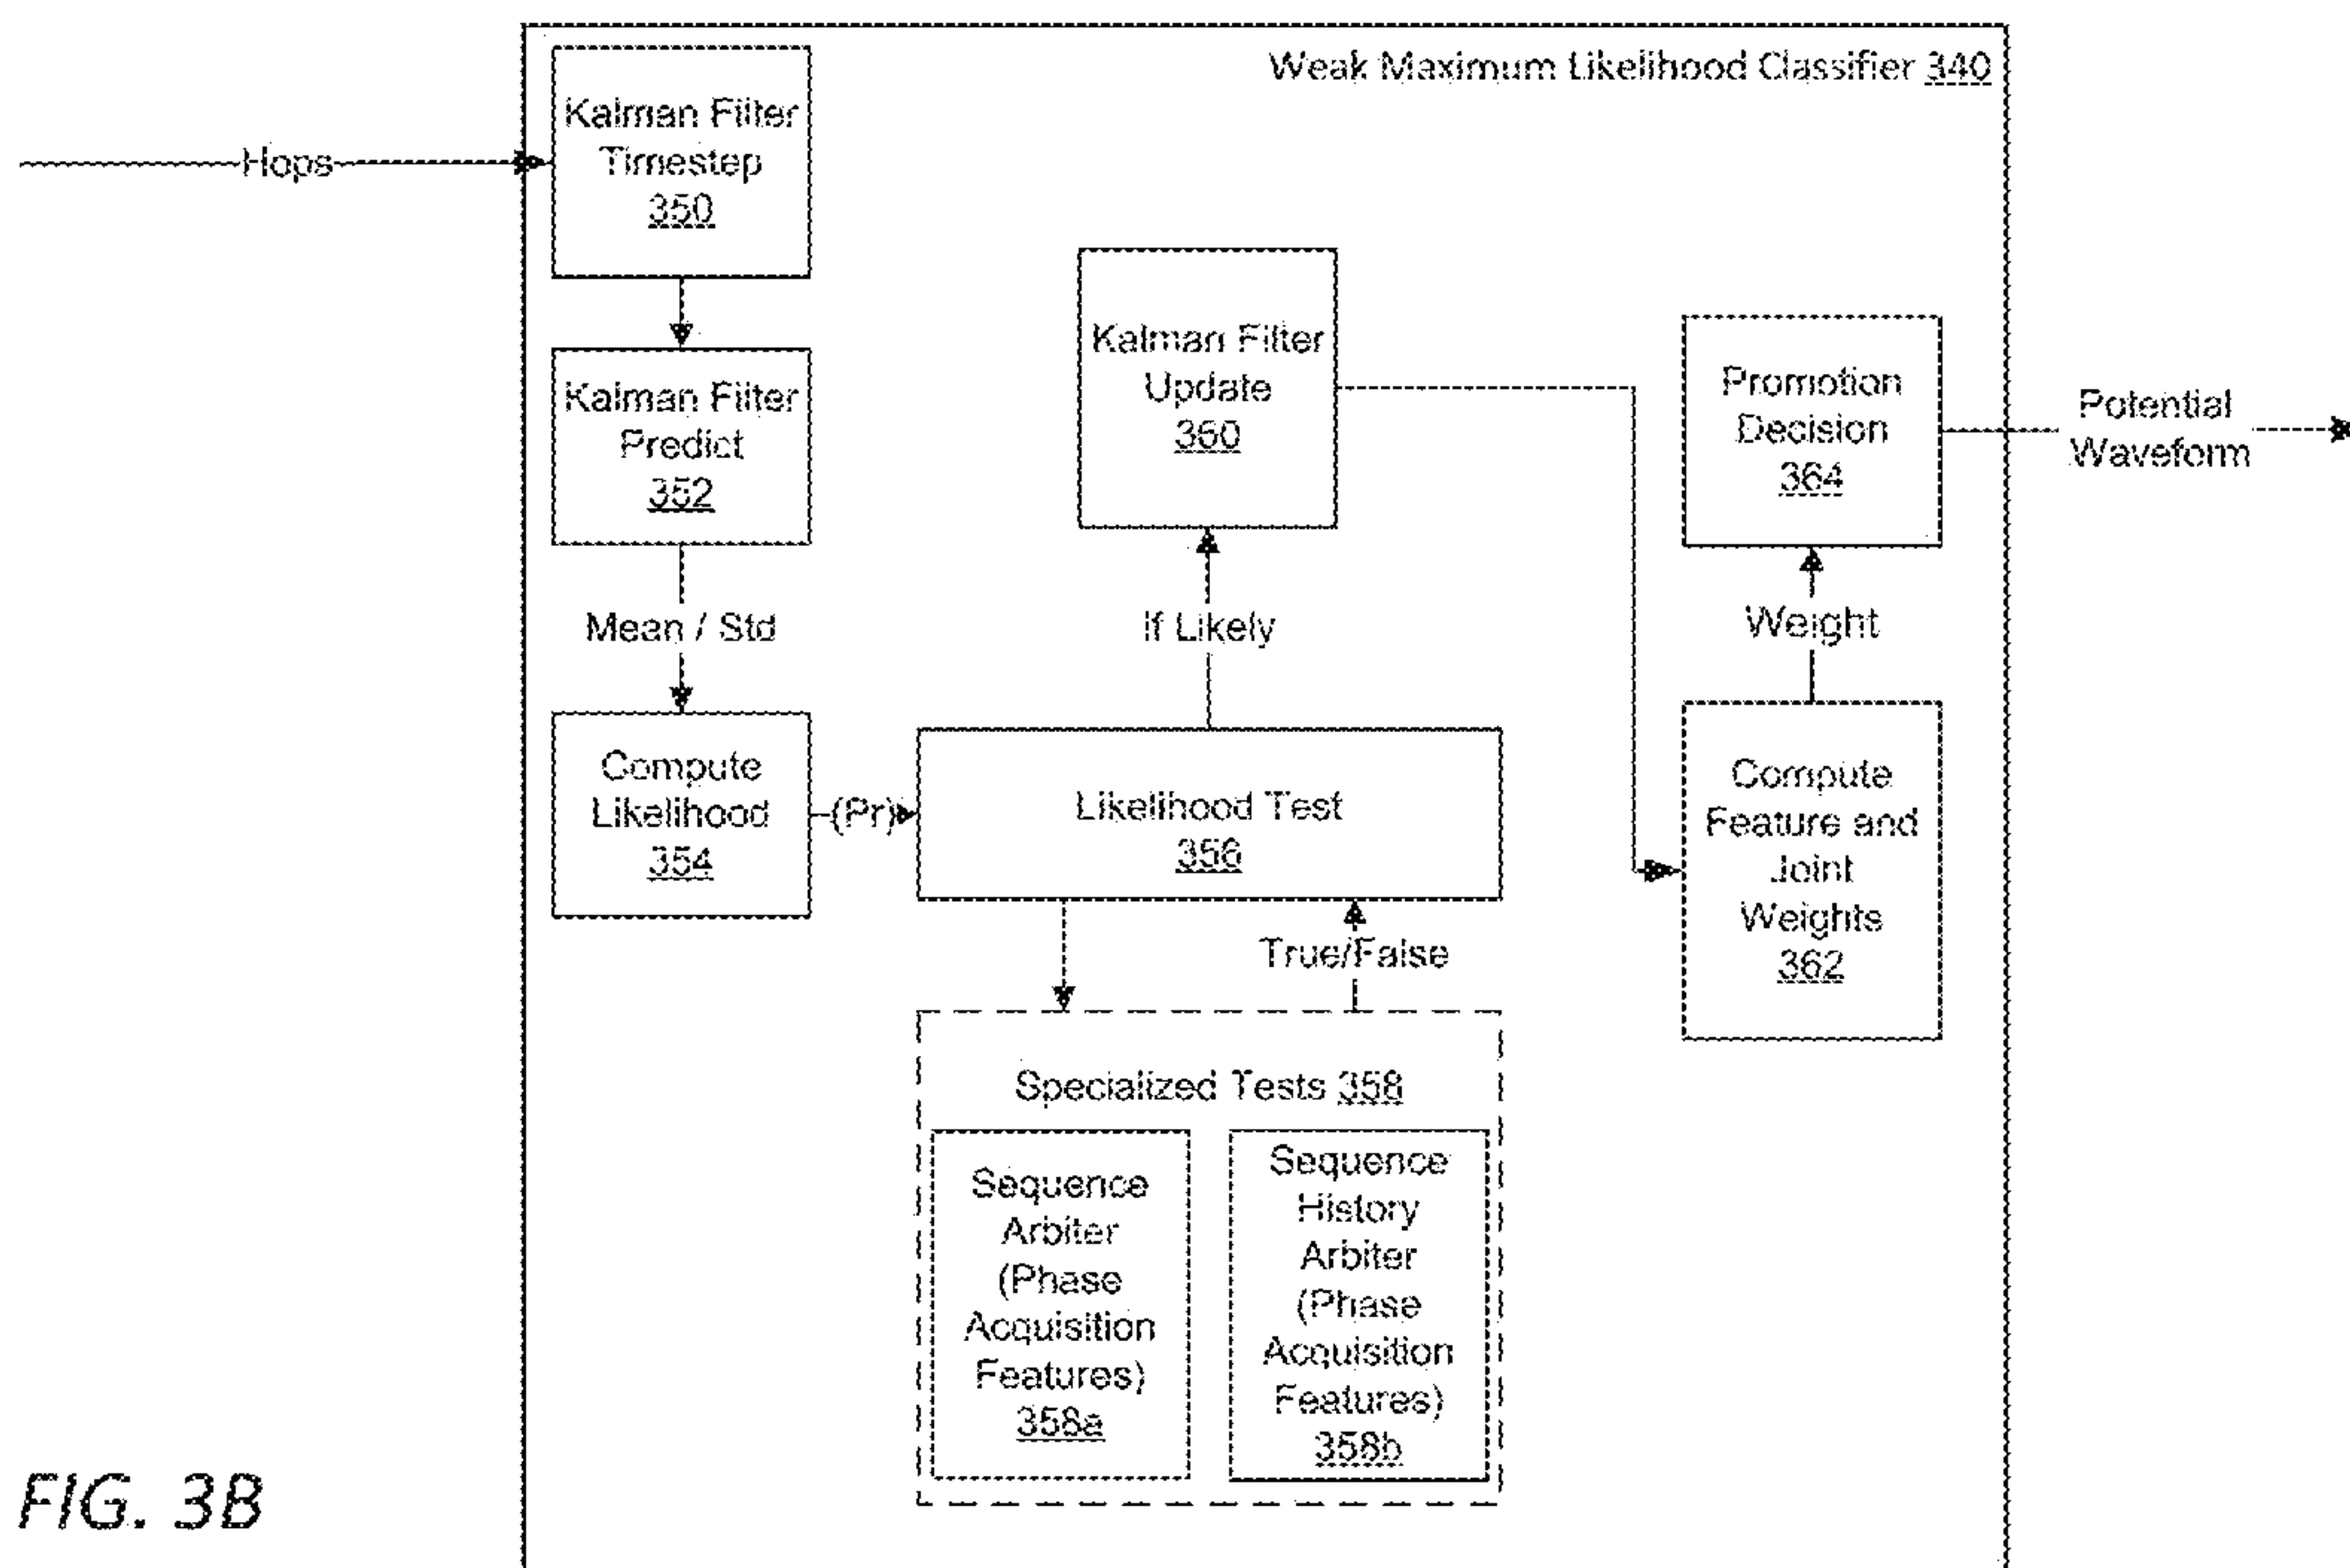 Weak Maximum Likelihood Classifier 340
Hops
Kalman Filter
Timestep
350
Kalman Filter
Predict
352
Mean / Std
Compute
Likelihood
354
(Pr)
Likelihood Test
356
If Likely
Kalman Filter
Update
360
True/False
Specialized Tests 358
Sequence
Arbiter
(Phase
Acquisition
Features)
358a
Sequence
History
Arbiter
(Phase
Acquisition
Features)
358b
Compute
Feature and
Joint
Weights
362
Weight
Promotion
Decision
364
Potential
Waveform
FIG. 3B